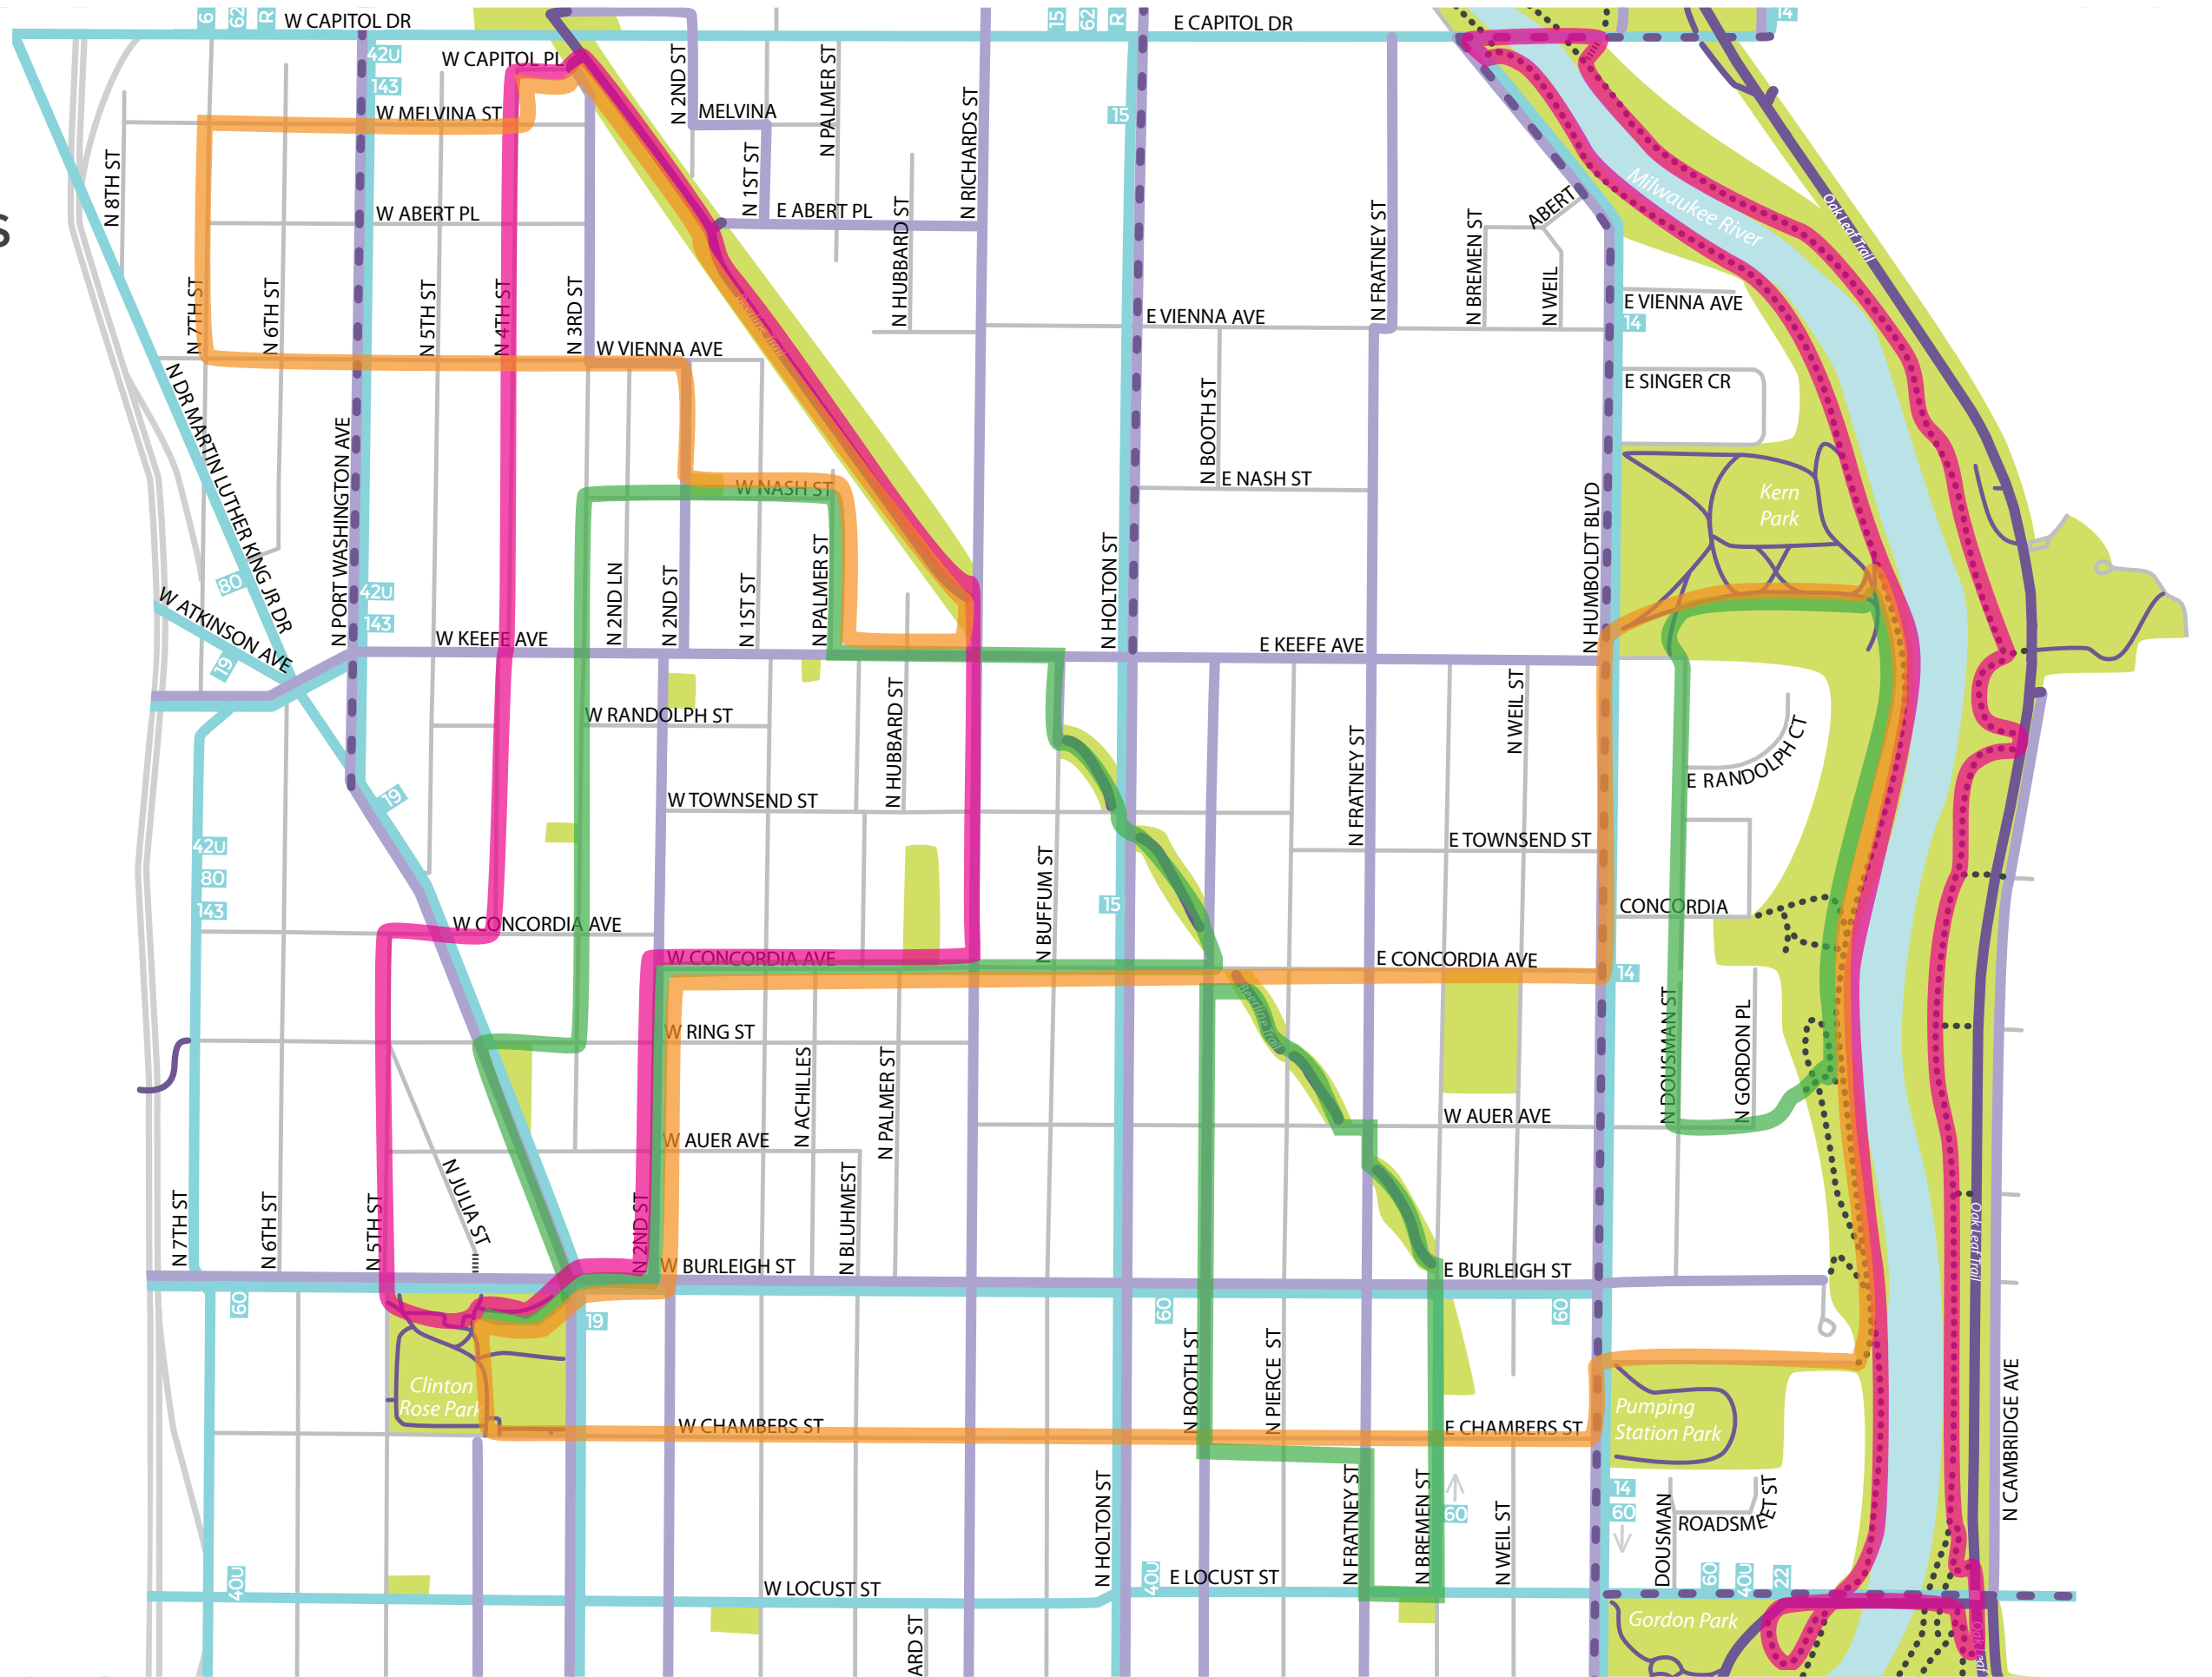 6
62
R
W CAPITOL DR
15
62
R
E CAPITOL DR
14
42U
143
W CAPITOL PL
N 2ND ST
N PALMER ST
W MELVINA ST
MELVINA
15
N RICHARDS ST
N 8TH ST
N 1ST ST
W ABERT PL
E ABERT PL
N HUBBARD ST
N FRATNEY ST
N BREMEN ST
ABERT
N WEIL
Milwaukee River
Oak Leaf Trail
S
N 7TH ST
N 6TH ST
N 5TH ST
N 4TH ST
N 3RD ST
Beerline Trail
E VIENNA AVE
E VIENNA AVE
14
W VIENNA AVE
N DR MARTIN LUTHER KING JR DR
N PORT WASHINGTON AVE
E SINGER CR
N BOOTH ST
E NASH ST
W NASH ST
Kern
Park
N HUMBOLDT BLVD
80
W ATKINSON AVE
19
42U
143
N 2ND LN
N 2ND ST
N 1ST ST
N PALMER ST
N HOLTON ST
W KEEFE AVE
E KEEFE AVE
W RANDOLPH ST
N HUBBARD ST
N WEIL ST
N FRATNEY ST
E RANDOLPH CT
19
W TOWNSEND ST
E TOWNSEND ST
42U
80
143
N BUFFUM ST
15
CONCORDIA
W CONCORDIA AVE
W CONCORDIA AVE
E CONCORDIA AVE
14
N DOUSMAN ST
N GORDON PL
Beerline Trail
W RING ST
N ACHILLES
N PALMER ST
W AUER AVE
W AUER AVE
N BLUHMEST
N JULIA ST
N 7TH ST
N 6TH ST
N 5TH ST
N 2ND ST
Oak Leaf Trail
W BURLEIGH ST
E BURLEIGH ST
60
19
60
60
N BOOTH ST
N PIERCE ST
Clinton
Rose Park
Pumping
Station Park
N CAMBRIDGE AVE
W CHAMBERS ST
E CHAMBERS ST
N HOLTON ST
N FRATNEY ST
N BREMEN ST
60
N WEIL ST
14
60
DOUSMAN
ROADSMEET ST
40U
W LOCUST ST
40U
E LOCUST ST
60
40U
22
Gordon Park
ARD ST
Oak Leaf